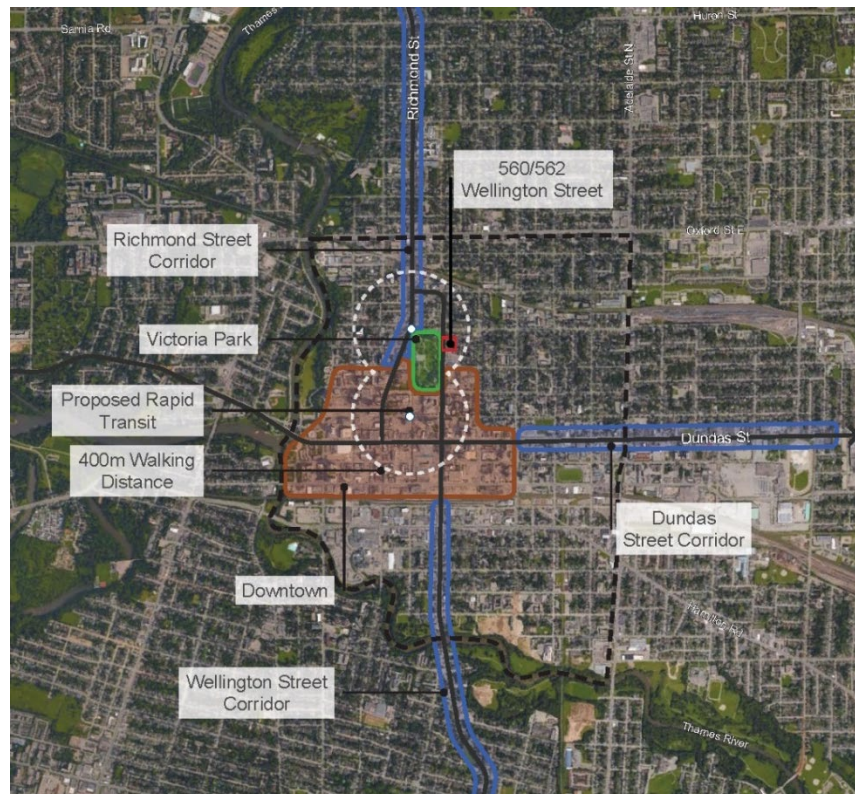 Sarnia Rd
Thames
Huron St
Richmond St
Adelaide St N
560/562
Wellington Street
Richmond Street
Corridor
Oxford St E
Victoria Park
Proposed Rapid
Transit
Dundas St
400m Walking
Distance
Dundas
Street Corridor
Downtown
Hamilton Rd
Wellington Street
Corridor
Thames River